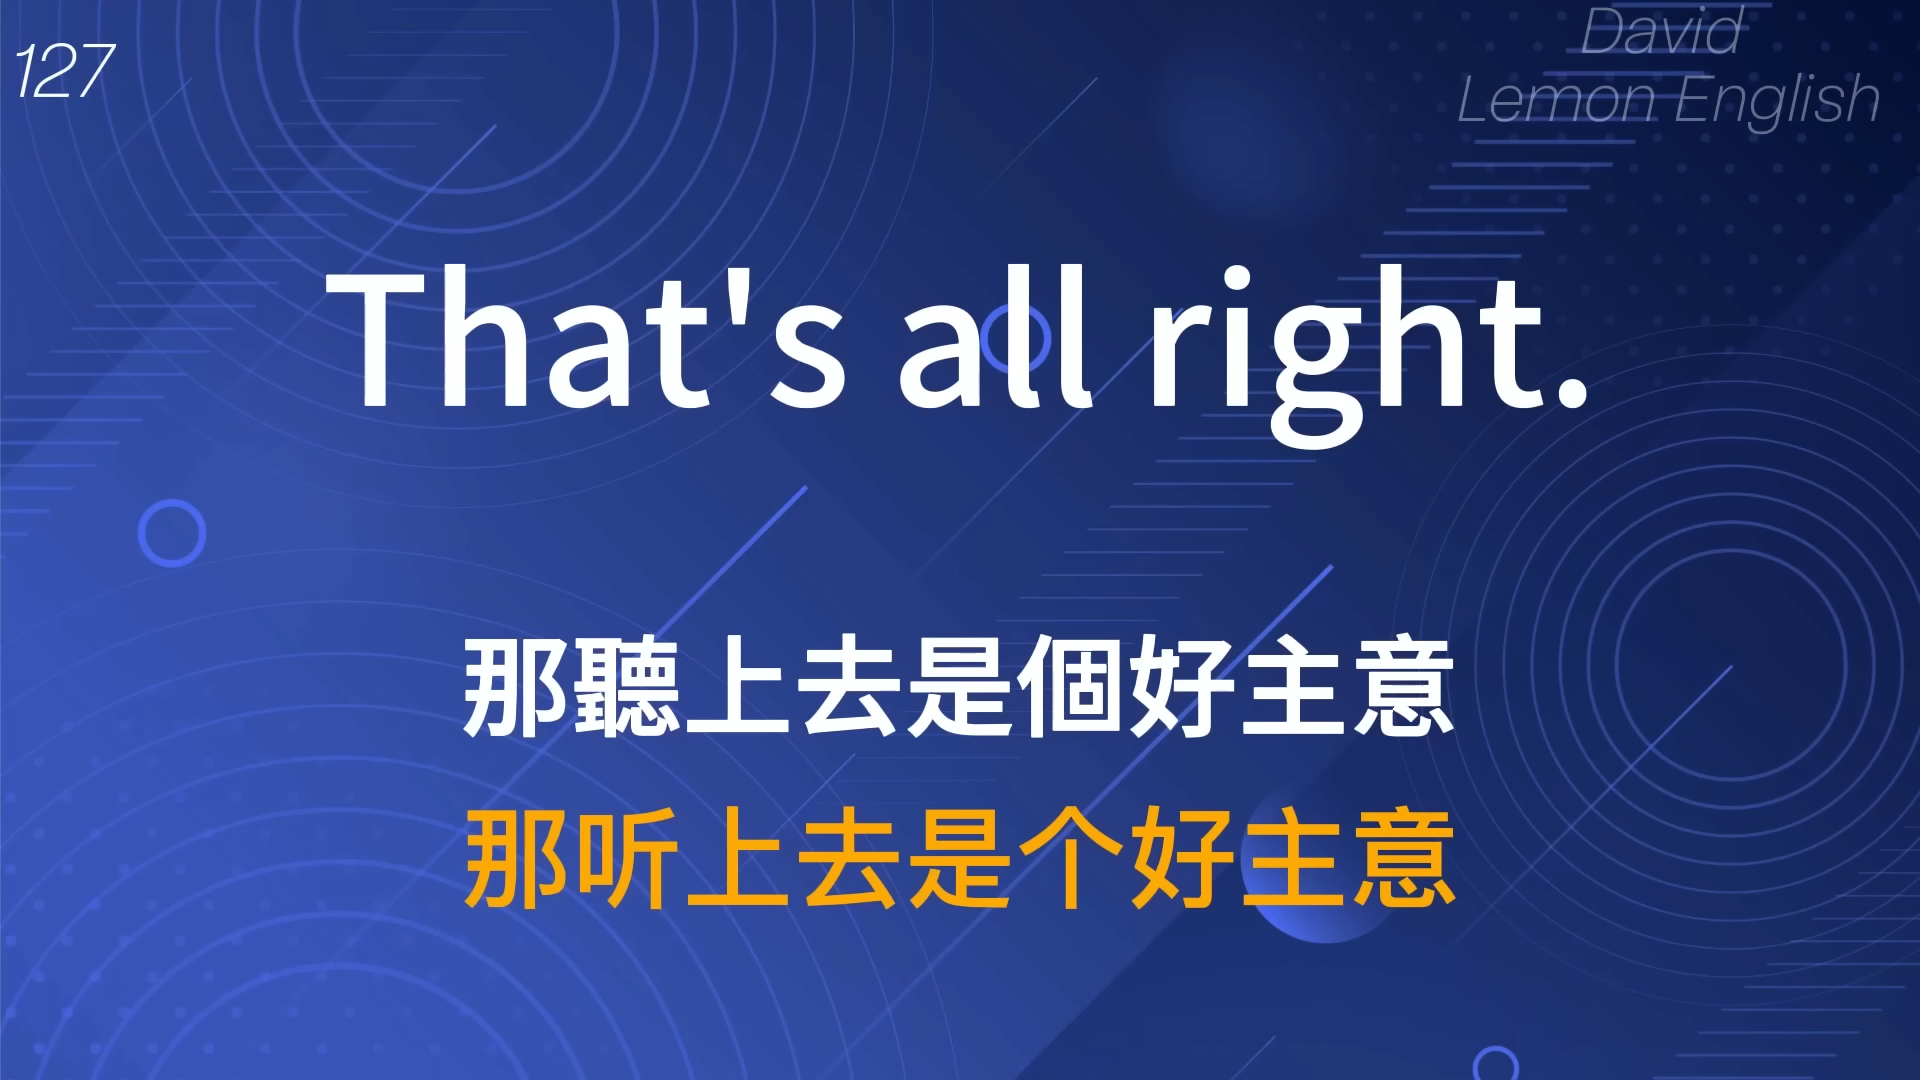 127
David
Lemon English
That's all right.
那聽上去是個好主意
那听上去是个好主意